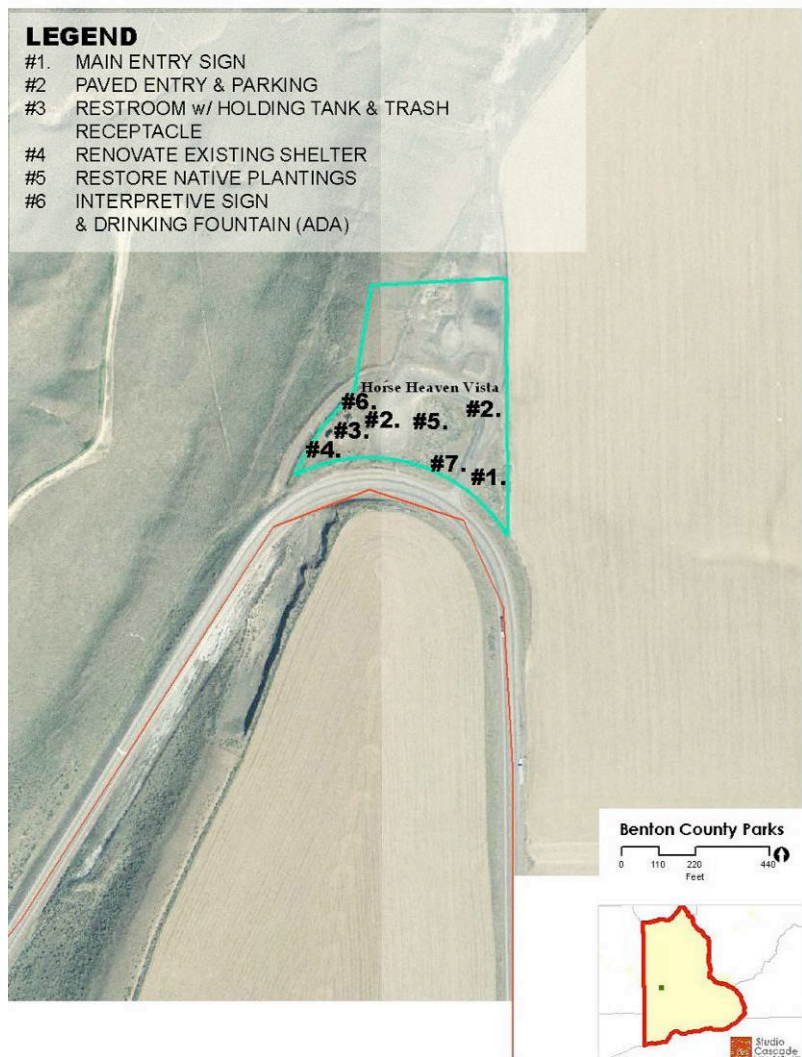 LEGEND
#1. MAIN ENTRY SIGN
#2 PAVED ENTRY & PARKING
#3 RESTROOM w/ HOLDING TANK & TRASH
RECEPTACLE
#4 RENOVATE EXISTING SHELTER
#5 RESTORE NATIVE PLANTINGS
#6 INTERPRETIVE SIGN
& DRINKING FOUNTAIN (ADA)
Horse Heaven Vista
#6.
#2.
#5.
#2.
#3.
#4.
#7.
#1.
Benton County Parks
0 110 220 440
Feet
Studio
Cascade